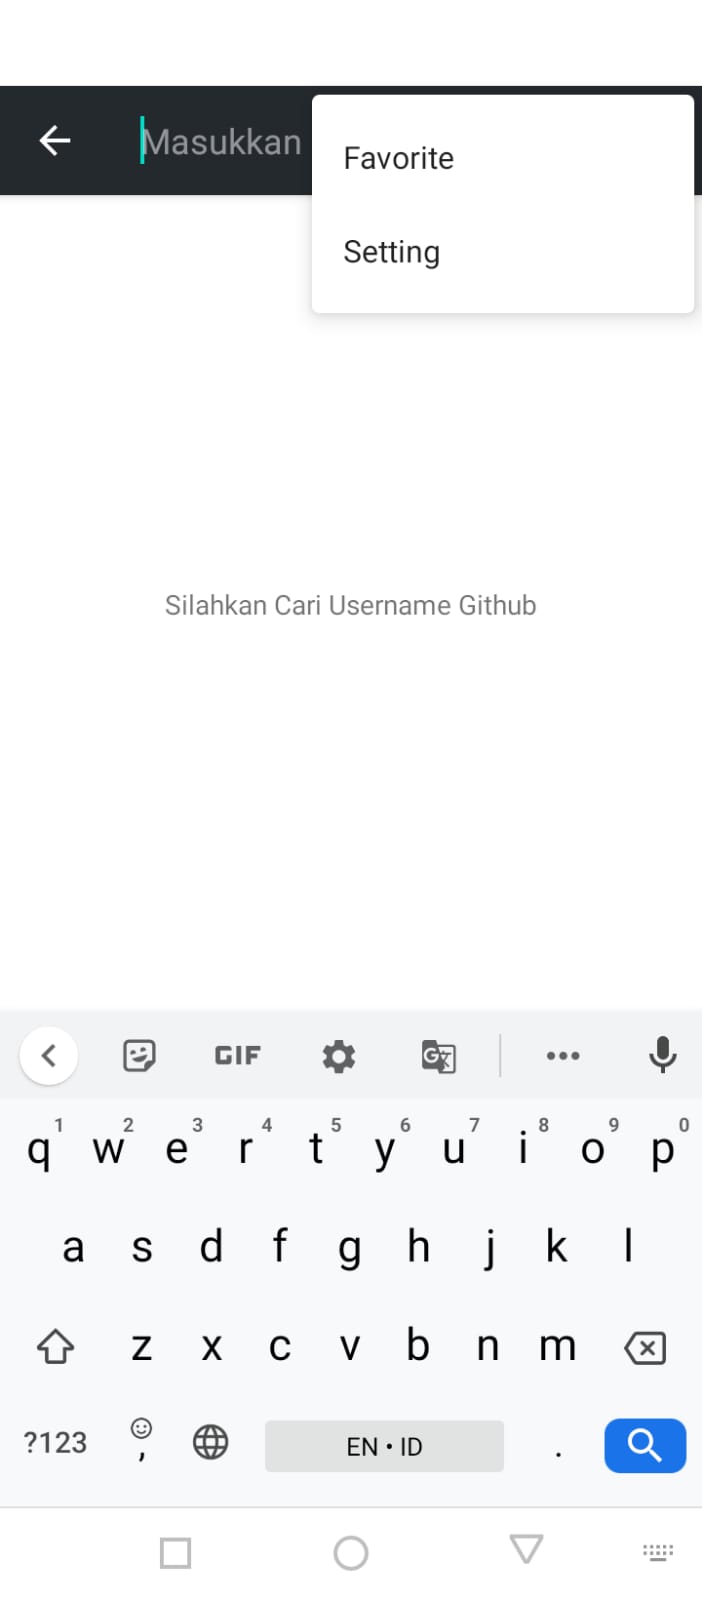 Masukkan
Favorite
Setting
Silahkan Cari Username Github
GIF
G
q1 w2 e3 r4 t5 y6 u7 i8 o9 p0
a s d f g h j k l
z x c v b n m
?123 , EN • ID .